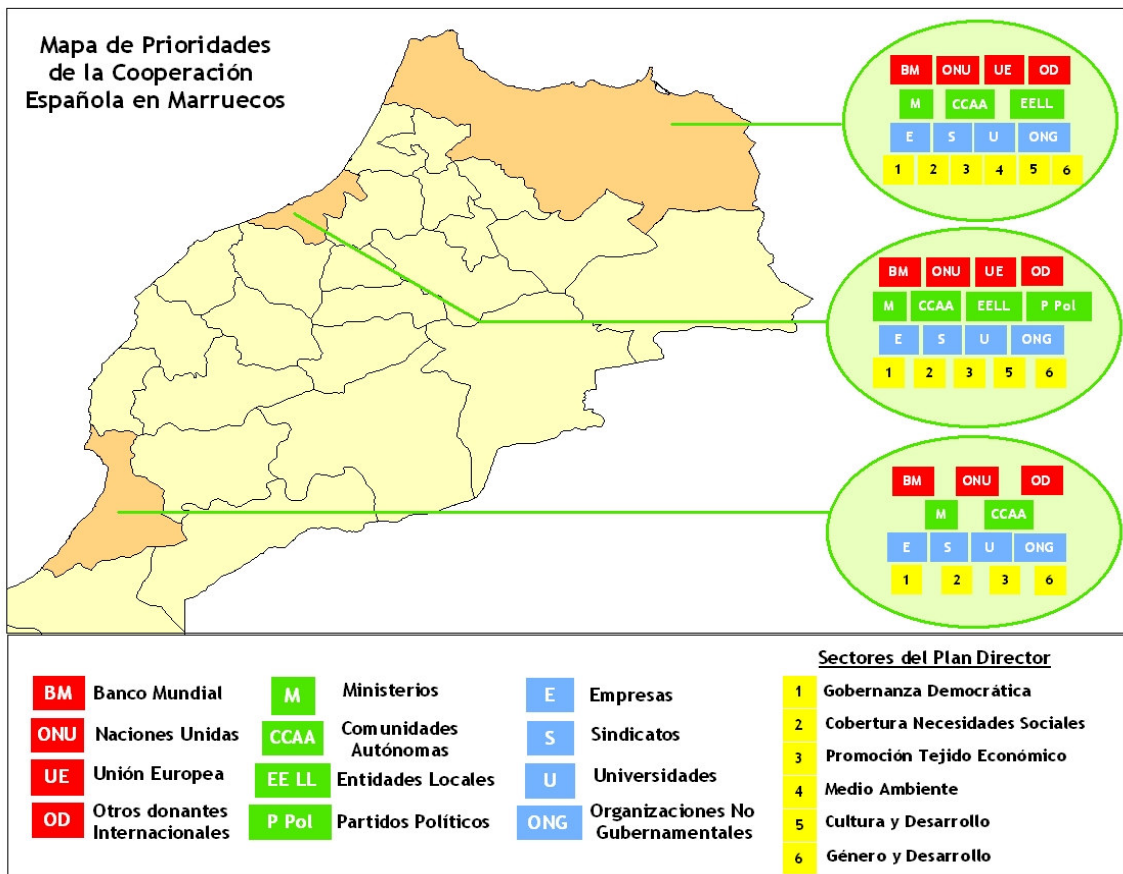 Mapa de Prioridades
de la Cooperación
Española en Marruecos
BM ONU UE OD
M CCAA EELL
E S U ONG
1 2 3 4 5 6
BM ONU UE OD
M CCAA EELL P Pol
E S U ONG
1 2 3 5 6
BM ONU OD
M CCAA
E S U ONG
1 2 3 6
BM Banco Mundial
ONU Naciones Unidas
UE Unión Europea
OD Otros donantes
Internacionales
M Ministerios
CCAA Comunidades
Autónomas
EE LL Entidades Locales
P Pol Partidos Políticos
E Empresas
S Sindicatos
U Universidades
ONG Organizaciones No
Gubernamentales
Sectores del Plan Director
1 Gobernanza Democrática
2 Cobertura Necesidades Sociales
3 Promoción Tejido Económico
4 Medio Ambiente
5 Cultura y Desarrollo
6 Género y Desarrollo